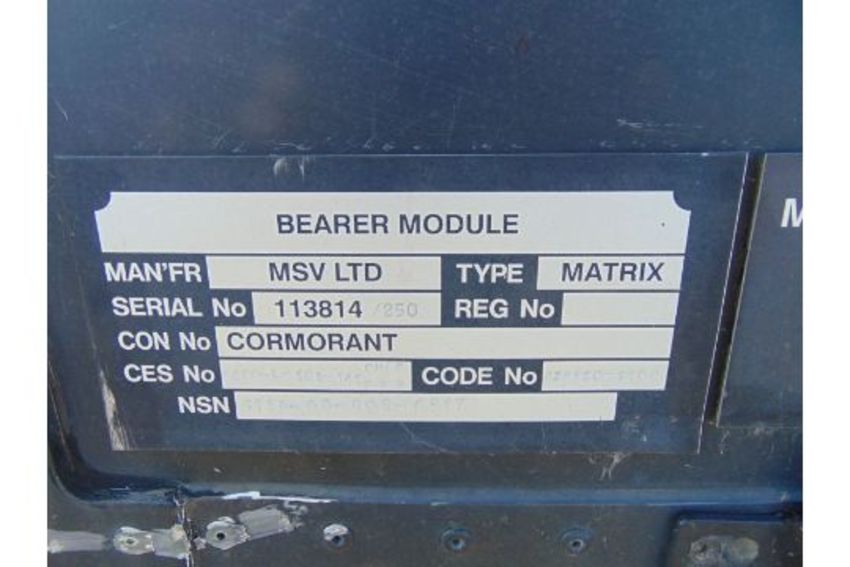 BEARER MODULE
MAN'FR MSV LTD TYPE MATRIX
SERIAL No 113814 /250 REG No
CON No CORMORANT
CES No CODE No
NSN
M